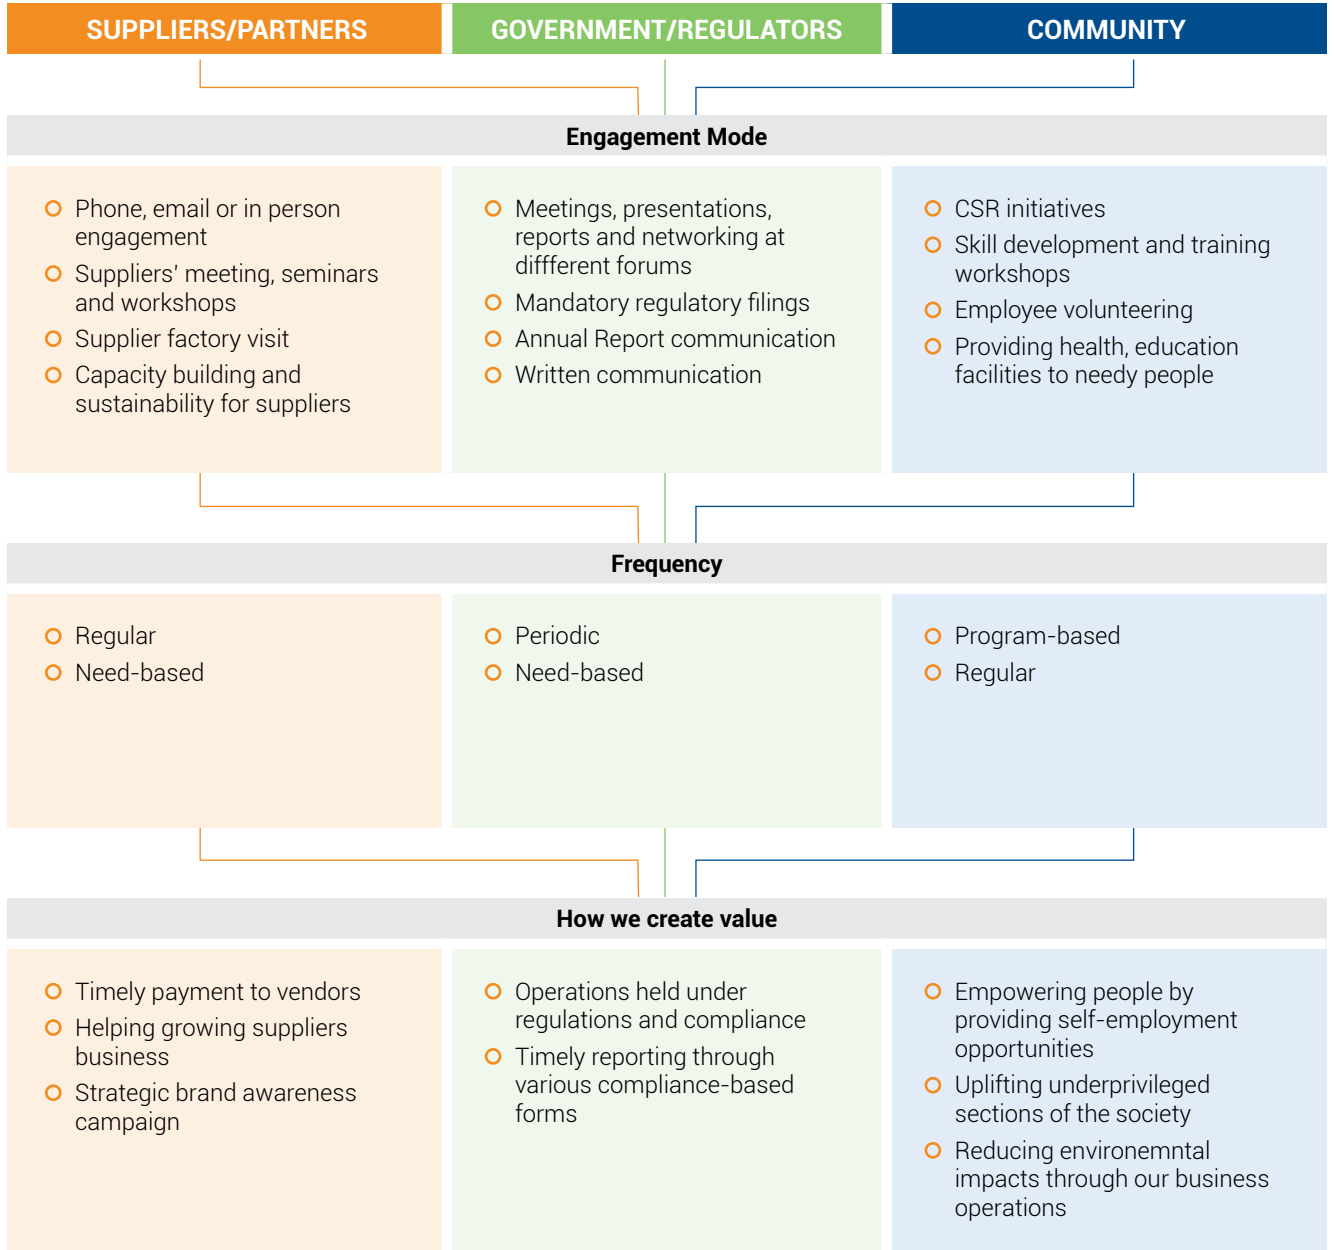 SUPPLIERS/PARTNERS
GOVERNMENT/REGULATORS
COMMUNITY
Engagement Mode
Phone, email or in person
engagement
Suppliers’ meeting, seminars
and workshops
Supplier factory visit
Capacity building and
sustainability for suppliers
Meetings, presentations,
reports and networking at
diffferent forums
Mandatory regulatory filings
Annual Report communication
Written communication
CSR initiatives
Skill development and training
workshops
Employee volunteering
Providing health, education
facilities to needy people
Frequency
Regular
Need-based
Periodic
Need-based
Program-based
Regular
How we create value
Timely payment to vendors
Helping growing suppliers
business
Strategic brand awareness
campaign
Operations held under
regulations and compliance
Timely reporting through
various compliance-based
forms
Empowering people by
providing self-employment
opportunities
Uplifting underprivileged
sections of the society
Reducing environemntal
impacts through our business
operations